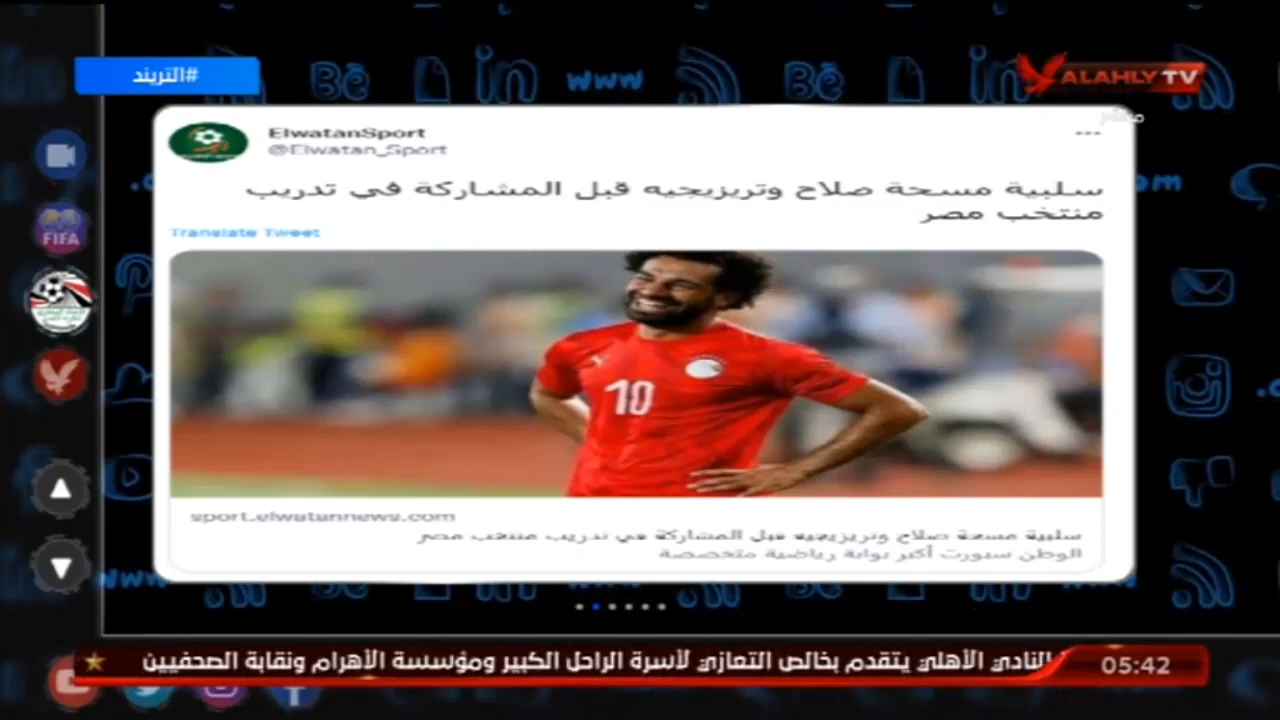 #التريند
ALAHLY TV
ElwatanSport
@Elwatan_Sport
سلبية مسحة صلاح وتريزيجيه قبل المشاركة في تدريب
منتخب مصر
Translate Tweet
FIFA
10
sport.elwatannews.com
سلبية مسحة صلاح وتريزيجيه قبل المشاركة في تدريب منتخب مصر
الوطن سبورت أكبر بوابة رياضية متخصصة
النادي الأهلي يتقدم بخالص التعازي لأسرة الراحل الكبير ومؤسسة الأهرام ونقابة الصحفيين
05:42